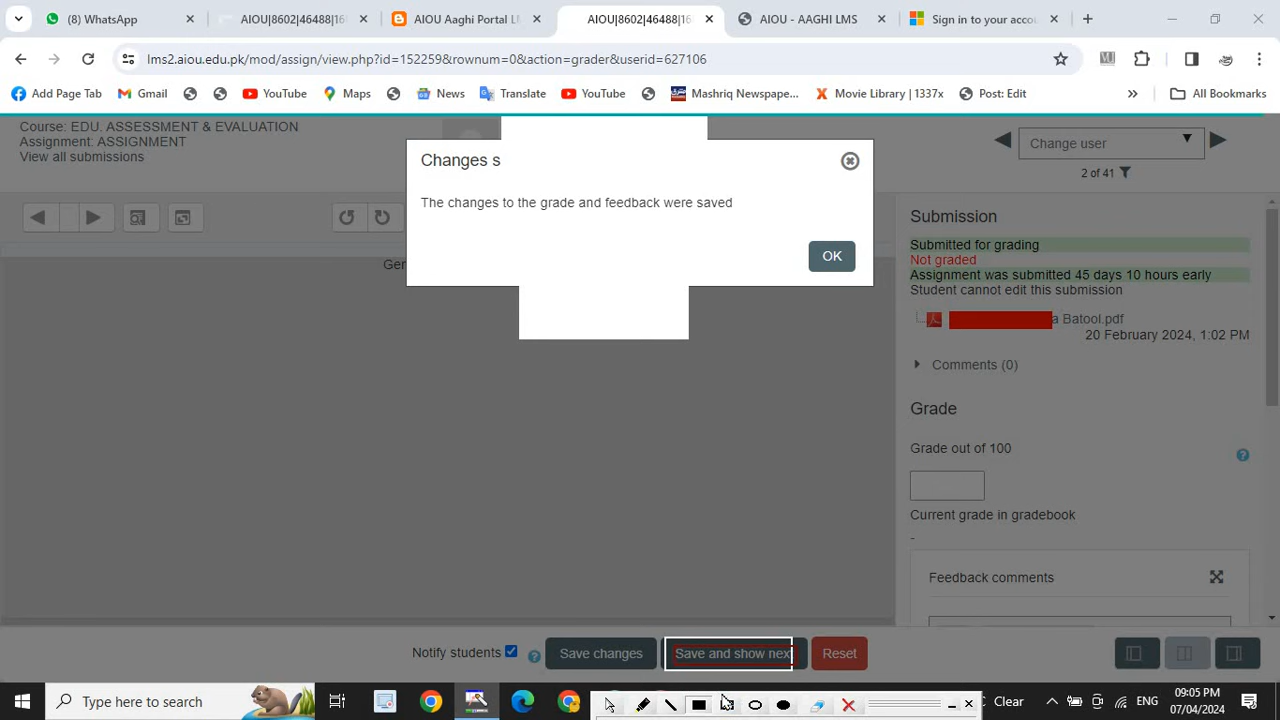 (8) WhatsApp
AIOU|8602|46488|16
AIOU Aaghi Portal L
AIOU|8602|46488|16
AIOU - AAGHI LMS
Sign in to your acco
lms2.aiou.edu.pk/mod/assign/view.php?id=152259&rownum=0&action=grader&userid=627106
Add Page Tab
Gmail
YouTube
Maps
News
Translate
YouTube
Mashriq Newspape...
Movie Library | 1337x
Post: Edit
All Bookmarks
Course: EDU. ASSESSMENT & EVALUATION
Assignment: ASSIGNMENT
View all submissions
Change user
2 of 41
Changes s
The changes to the grade and feedback were saved
OK
Ger
Submission
Submitted for grading
Not graded
Assignment was submitted 45 days 10 hours early
Student cannot edit this submission
a Batool.pdf
20 February 2024, 1:02 PM
Comments (0)
Grade
Grade out of 100
Current grade in gradebook
-
Feedback comments
Notify students
Save changes
Save and show nex
Reset
Type here to search
Clear
ENG
09:05 PM
07/04/2024